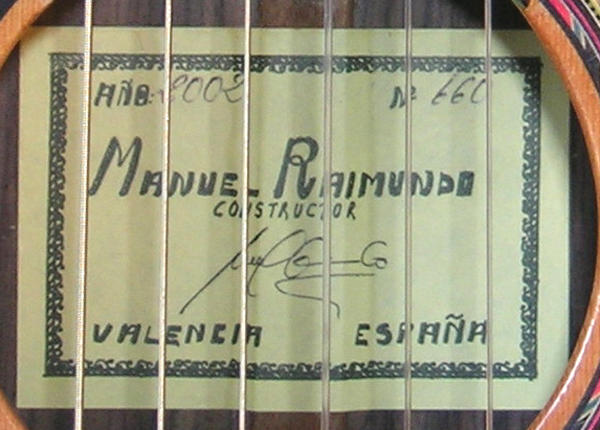 AÑO: 2002 Nº 660
MANUEL RAIMUNDO
CONSTRUCTOR
VALENCIA ESPAÑA